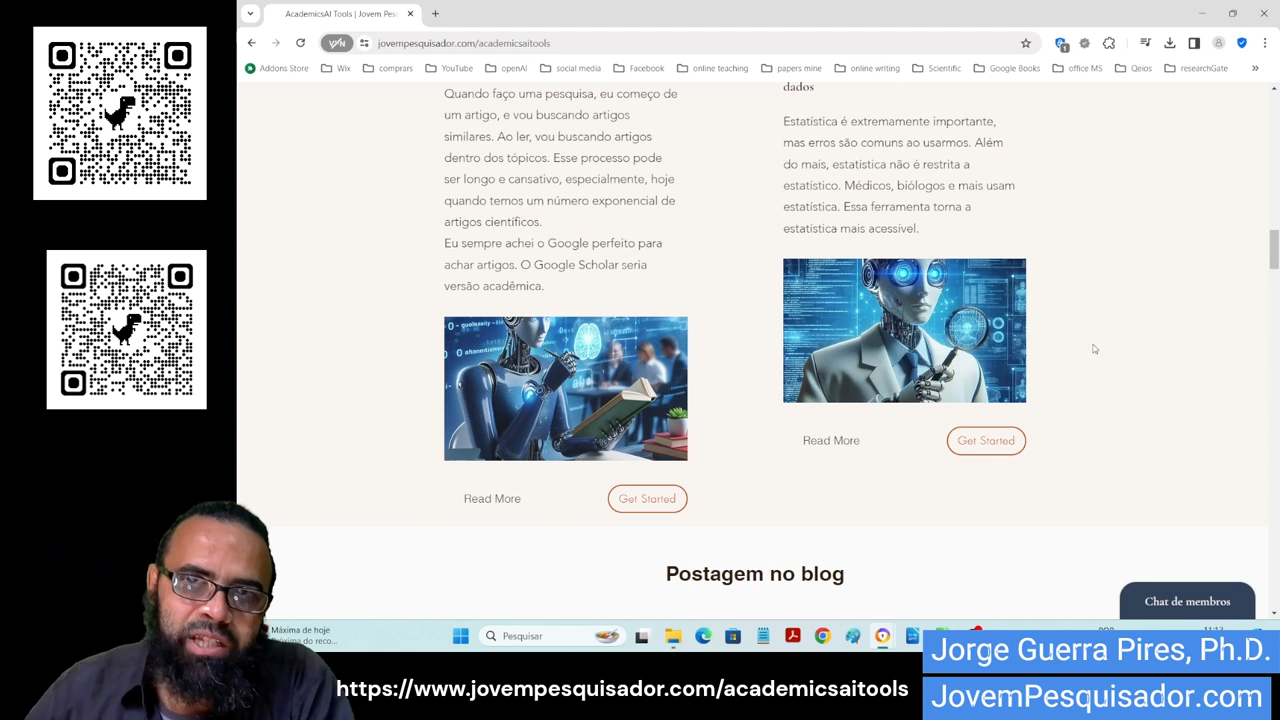 AcademicsAI Tools | Jovem Pes
jovempesquisador.com/academicsaitools
Addons Store
Wix
comprars
YouTube
openAI
social media
Facebook
online teaching
papers mine
online writing
Scientific
Google Books
office MS
Qeios
researchGate
Quando faço uma pesquisa, eu começo de
um artigo, e vou buscando artigos
similares. Ao ler, vou buscando artigos
dentro dos tópicos. Esse processo pode
ser longo e cansativo, especialmente, hoje
quando temos um número exponencial de
artigos científicos.
Eu sempre achei o Google perfeito para
achar artigos. O Google Scholar seria
versão acadêmica.
Read More
Get Started
dados
Estatística é extremamente importante,
mas erros são comuns ao usarmos. Além
do mais, estatística não é restrita a
estatístico. Médicos, biólogos e mais usam
estatística. Essa ferramenta torna a
estatística mais acessível.
Read More
Get Started
Postagem no blog
Chat de membros
Máxima de hoje
Próxima do reco...
Pesquisar
Jorge Guerra Pires, Ph.D.
https://www.jovempesquisador.com/academicsaitools
JovemPesquisador.com